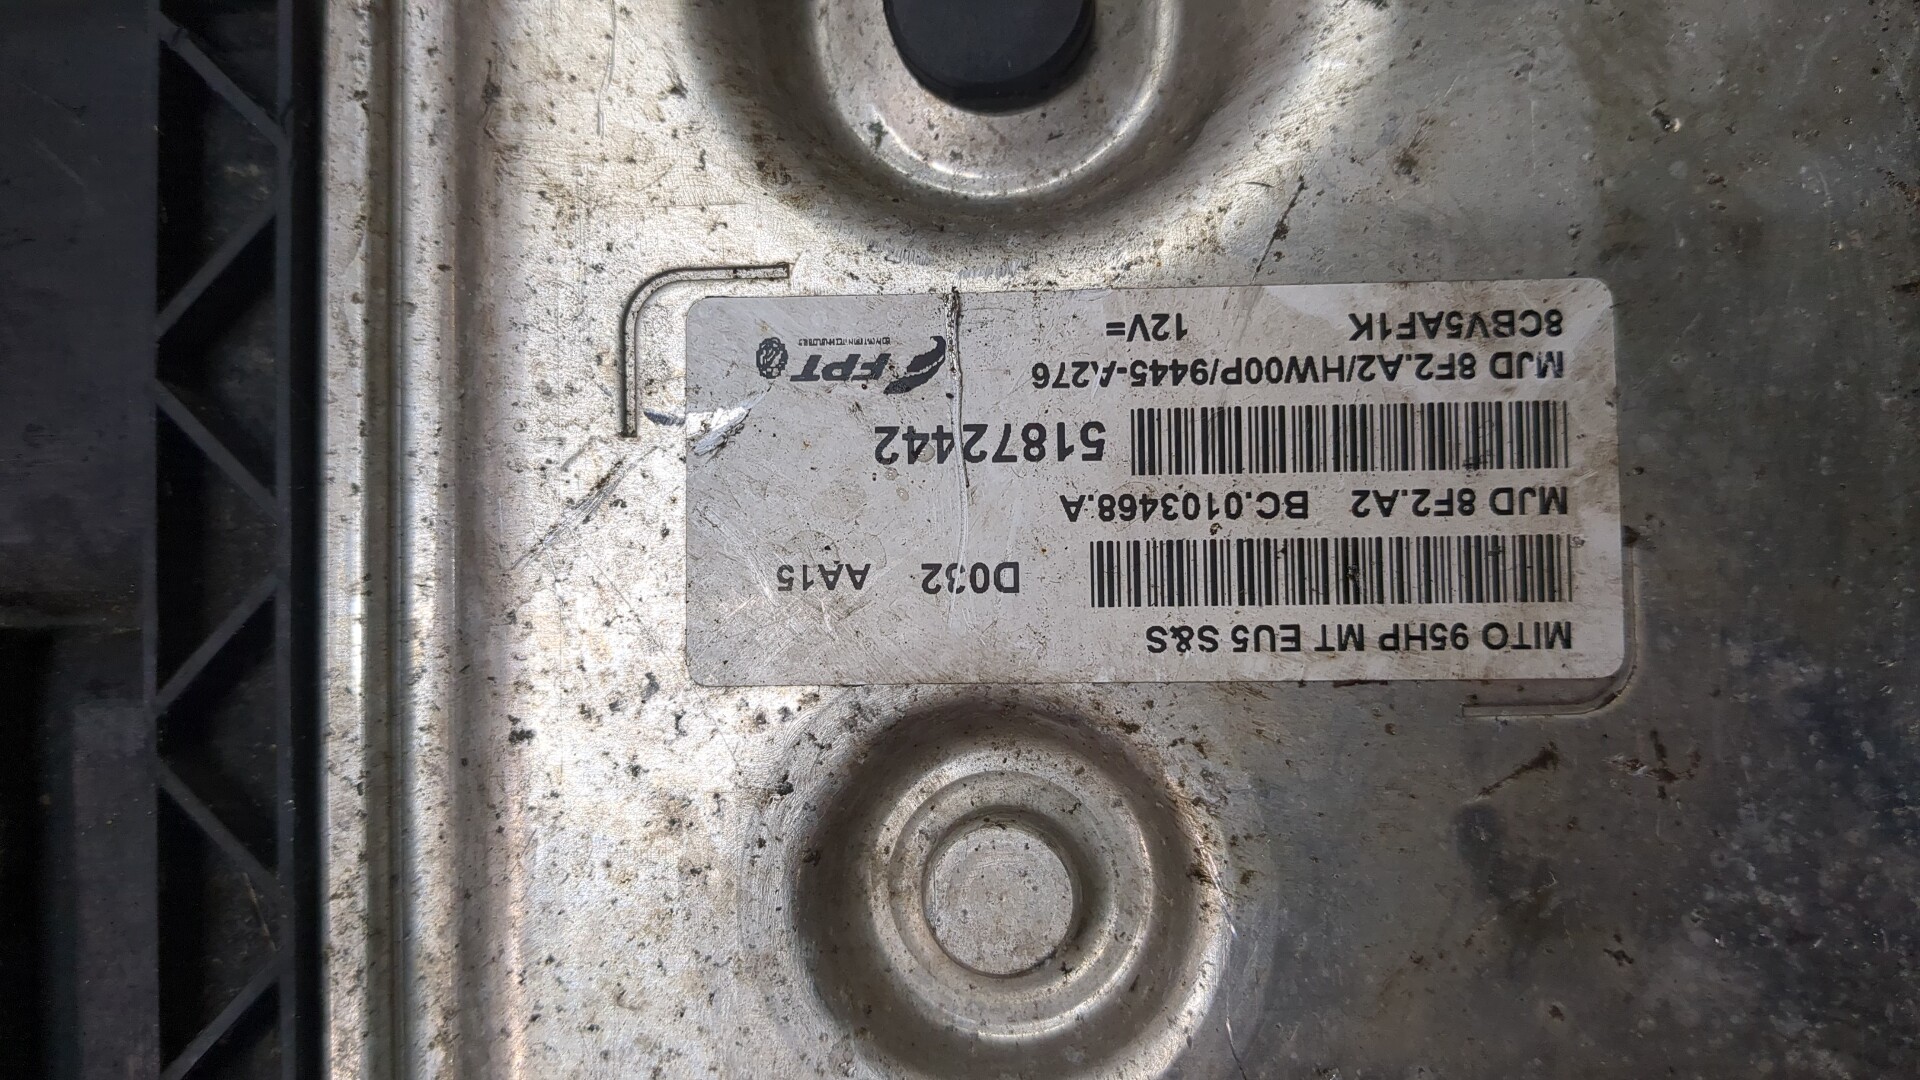 MITO 95HP MT EU5 S&S
D032 AA15
MJD 8F2.A2 BC.0103468.A
51872442
MJD 8F2.A2/HW00P/9445-A276
8CBV5AF1K 12V=
FPT